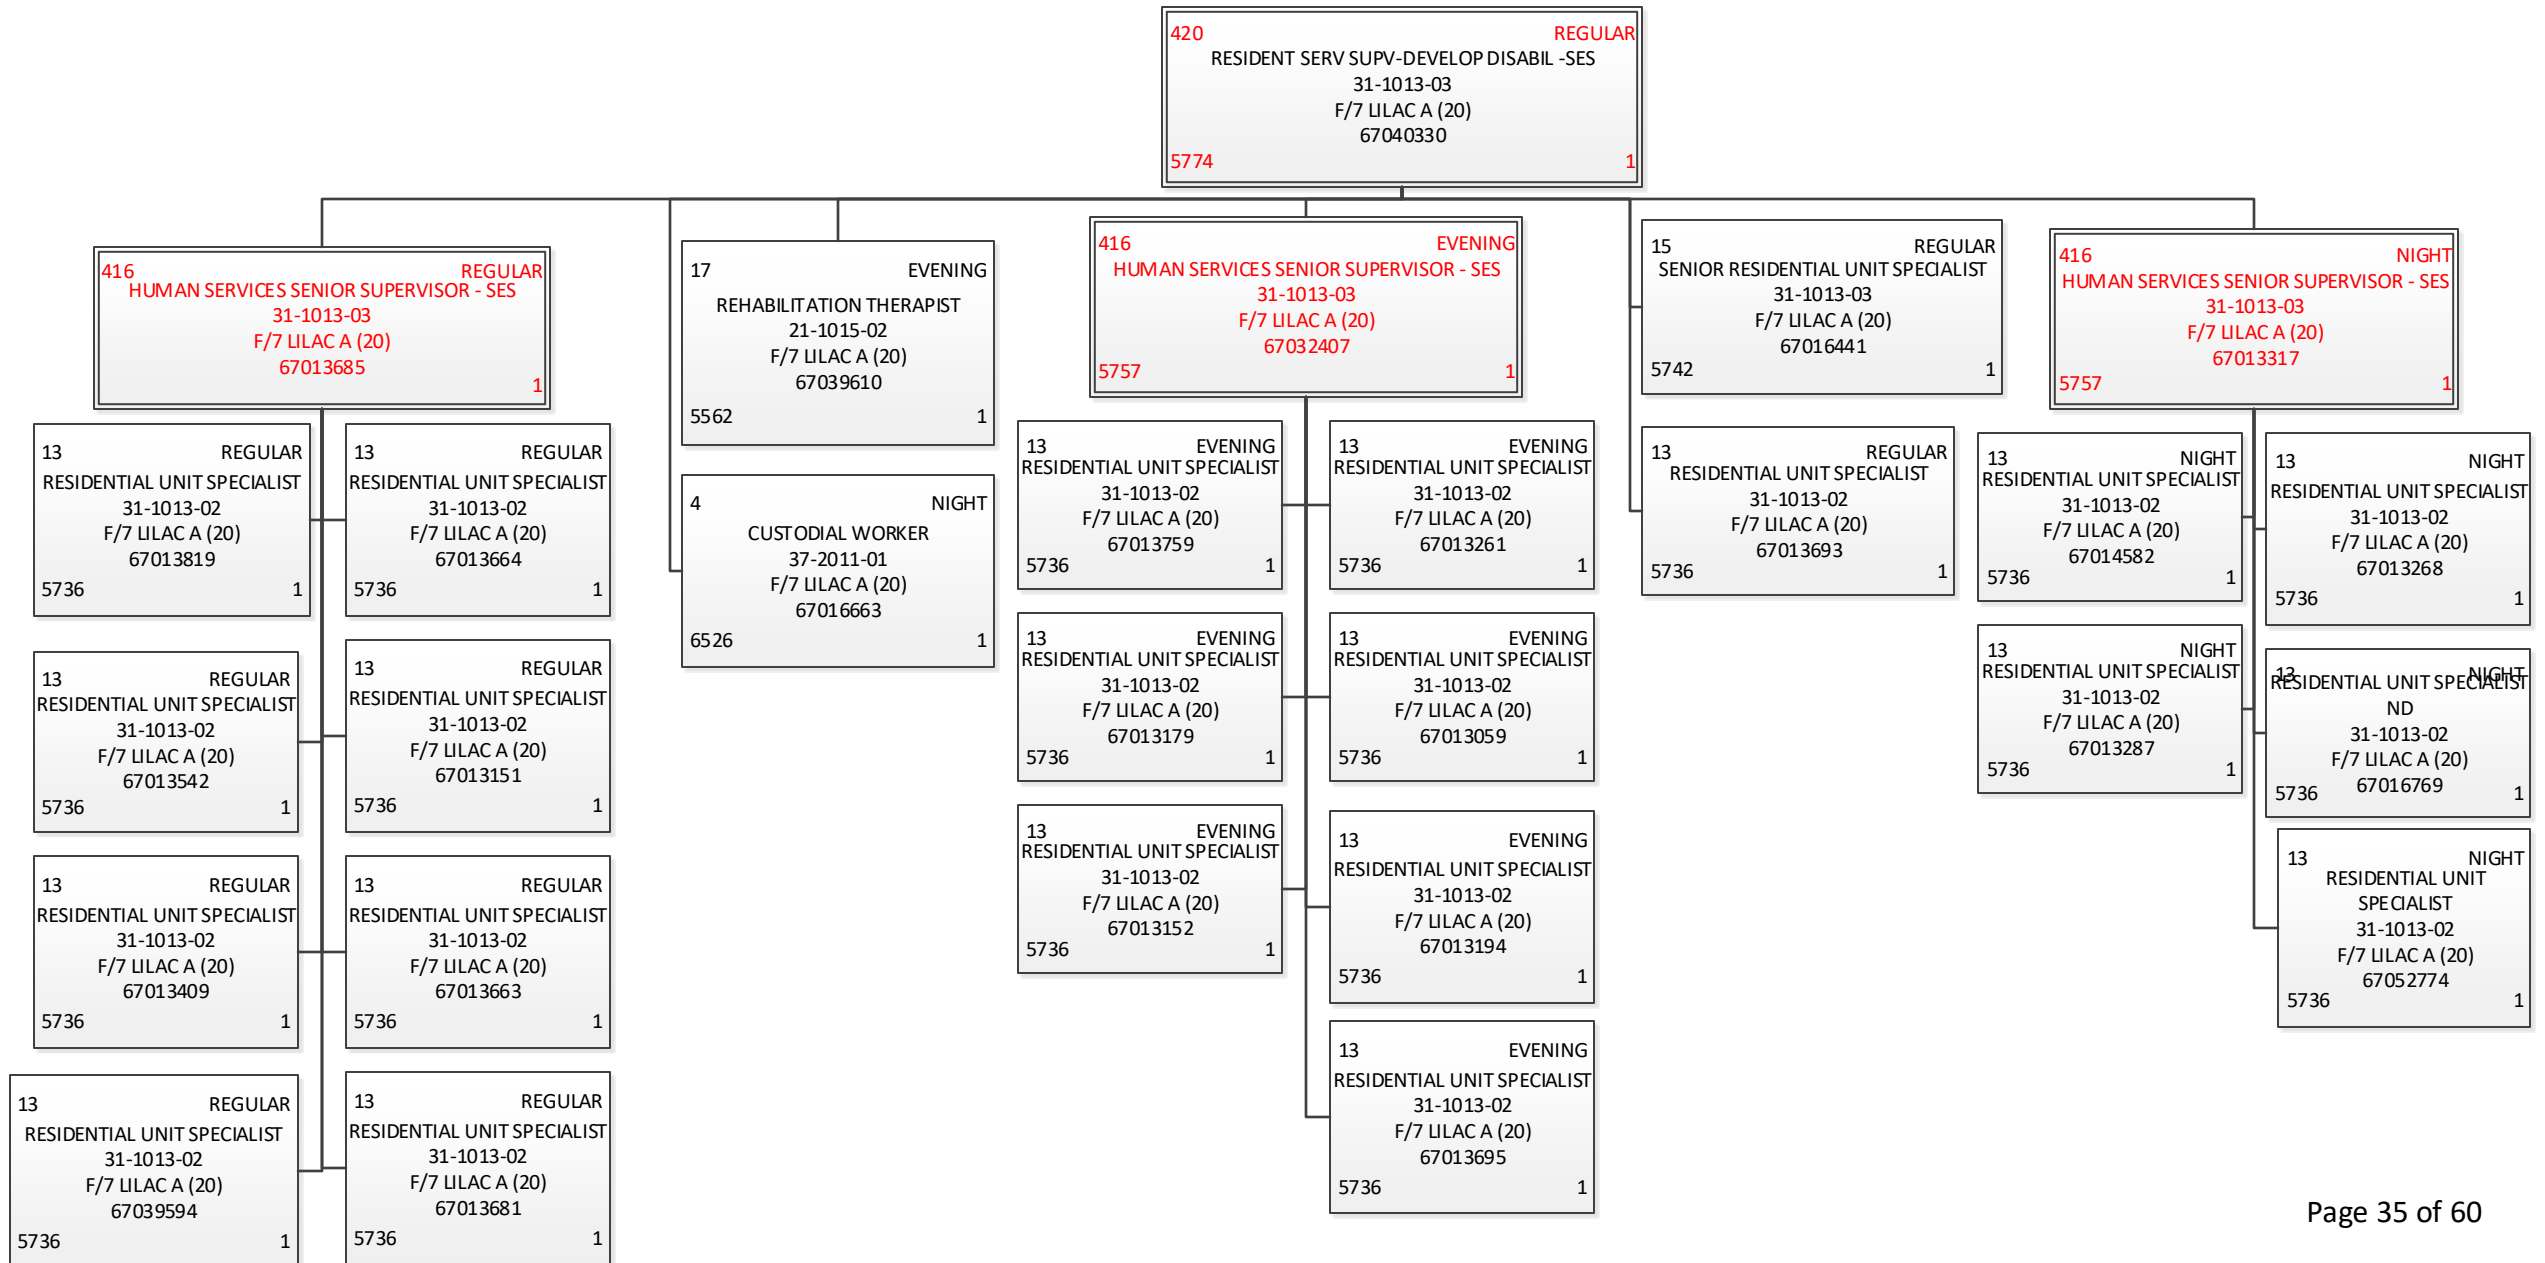 420 REGULAR
RESIDENT SERV SUPV-DEVELOP DISABIL -SES
31-1013-03
F/7 LILAC A (20)
67040330
5774 1
416 REGULAR
HUMAN SERVICES SENIOR SUPERVISOR - SES
31-1013-03
F/7 LILAC A (20)
67013685
1
13 REGULAR
RESIDENTIAL UNIT SPECIALIST
31-1013-02
F/7 LILAC A (20)
67013819
5736 1
13 REGULAR
RESIDENTIAL UNIT SPECIALIST
31-1013-02
F/7 LILAC A (20)
67013664
5736 1
13 REGULAR
RESIDENTIAL UNIT SPECIALIST
31-1013-02
F/7 LILAC A (20)
67013542
5736 1
13 REGULAR
RESIDENTIAL UNIT SPECIALIST
31-1013-02
F/7 LILAC A (20)
67013151
5736 1
13 REGULAR
RESIDENTIAL UNIT SPECIALIST
31-1013-02
F/7 LILAC A (20)
67013409
5736 1
13 REGULAR
RESIDENTIAL UNIT SPECIALIST
31-1013-02
F/7 LILAC A (20)
67013663
5736 1
13 REGULAR
RESIDENTIAL UNIT SPECIALIST
31-1013-02
F/7 LILAC A (20)
67039594
5736 1
13 REGULAR
RESIDENTIAL UNIT SPECIALIST
31-1013-02
F/7 LILAC A (20)
67013681
5736 1
17 EVENING
REHABILITATION THERAPIST
21-1015-02
F/7 LILAC A (20)
67039610
5562 1
4 NIGHT
CUSTODIAL WORKER
37-2011-01
F/7 LILAC A (20)
67016663
6526 1
416 EVENING
HUMAN SERVICES SENIOR SUPERVISOR - SES
31-1013-03
F/7 LILAC A (20)
67032407
5757 1
13 EVENING
RESIDENTIAL UNIT SPECIALIST
31-1013-02
F/7 LILAC A (20)
67013759
5736 1
13 EVENING
RESIDENTIAL UNIT SPECIALIST
31-1013-02
F/7 LILAC A (20)
67013261
5736 1
13 EVENING
RESIDENTIAL UNIT SPECIALIST
31-1013-02
F/7 LILAC A (20)
67013179
5736 1
13 EVENING
RESIDENTIAL UNIT SPECIALIST
31-1013-02
F/7 LILAC A (20)
67013059
5736 1
13 EVENING
RESIDENTIAL UNIT SPECIALIST
31-1013-02
F/7 LILAC A (20)
67013152
5736 1
13 EVENING
RESIDENTIAL UNIT SPECIALIST
31-1013-02
F/7 LILAC A (20)
67013194
5736 1
13 EVENING
RESIDENTIAL UNIT SPECIALIST
31-1013-02
F/7 LILAC A (20)
67013695
5736 1
15 REGULAR
SENIOR RESIDENTIAL UNIT SPECIALIST
31-1013-03
F/7 LILAC A (20)
67016441
5742 1
13 REGULAR
RESIDENTIAL UNIT SPECIALIST
31-1013-02
F/7 LILAC A (20)
67013693
5736 1
416 NIGHT
HUMAN SERVICES SENIOR SUPERVISOR - SES
31-1013-03
F/7 LILAC A (20)
67013317
5757 1
13 NIGHT
RESIDENTIAL UNIT SPECIALIST
31-1013-02
F/7 LILAC A (20)
67014582
5736 1
13 NIGHT
RESIDENTIAL UNIT SPECIALIST
31-1013-02
F/7 LILAC A (20)
67013268
5736 1
13 NIGHT
RESIDENTIAL UNIT SPECIALIST
31-1013-02
F/7 LILAC A (20)
67013287
5736 1
13 NIGHT
RESIDENTIAL UNIT SPECIALIST
ND
31-1013-02
F/7 LILAC A (20)
67016769
5736 1
13 NIGHT
RESIDENTIAL UNIT
SPECIALIST
31-1013-02
F/7 LILAC A (20)
67052774
5736 1
Page 35 of 60